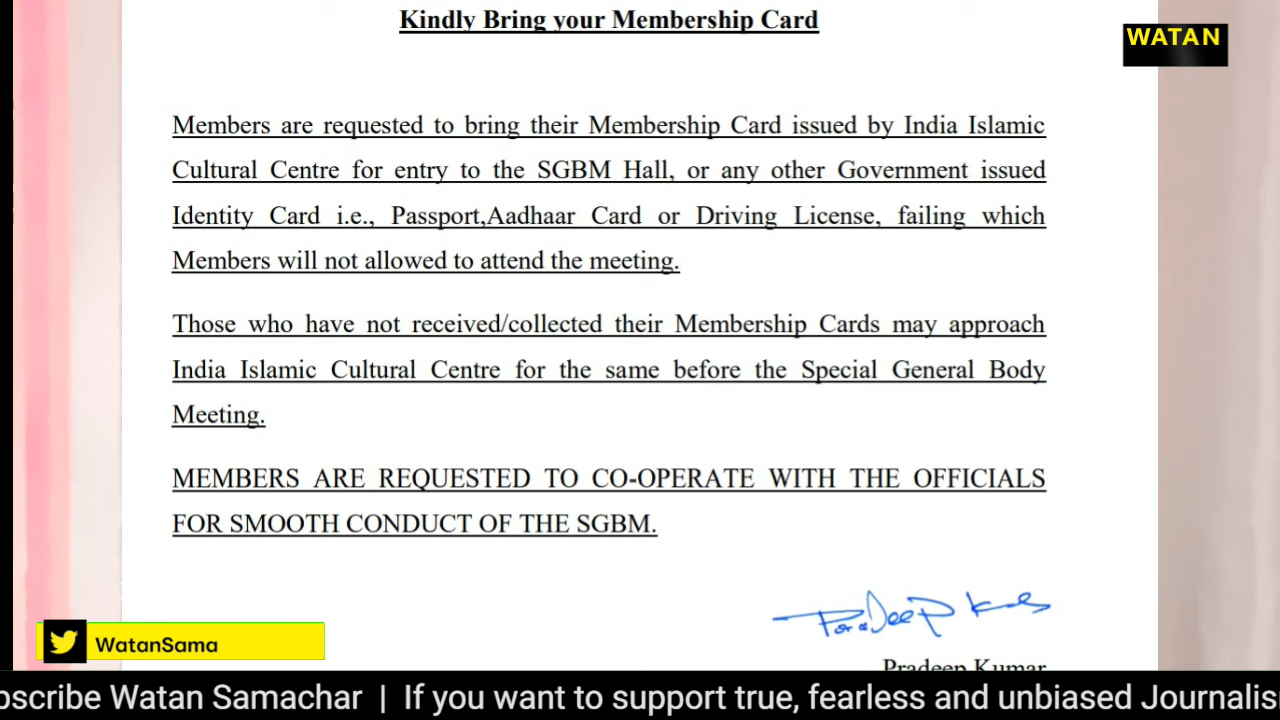 Kindly Bring your Membership Card
WATAN
Members are requested to bring their Membership Card issued by India Islamic
Cultural Centre for entry to the SGBM Hall, or any other Government issued
Identity Card i.e., Passport,Aadhaar Card or Driving License, failing which
Members will not allowed to attend the meeting.
Those who have not received/collected their Membership Cards may approach
India Islamic Cultural Centre for the same before the Special General Body
Meeting.
MEMBERS ARE REQUESTED TO CO-OPERATE WITH THE OFFICIALS
FOR SMOOTH CONDUCT OF THE SGBM.
Pradeep K
Pradeep Kumar
WatanSama
bscribe Watan Samachar | If you want to support true, fearless and unbiased Journalis